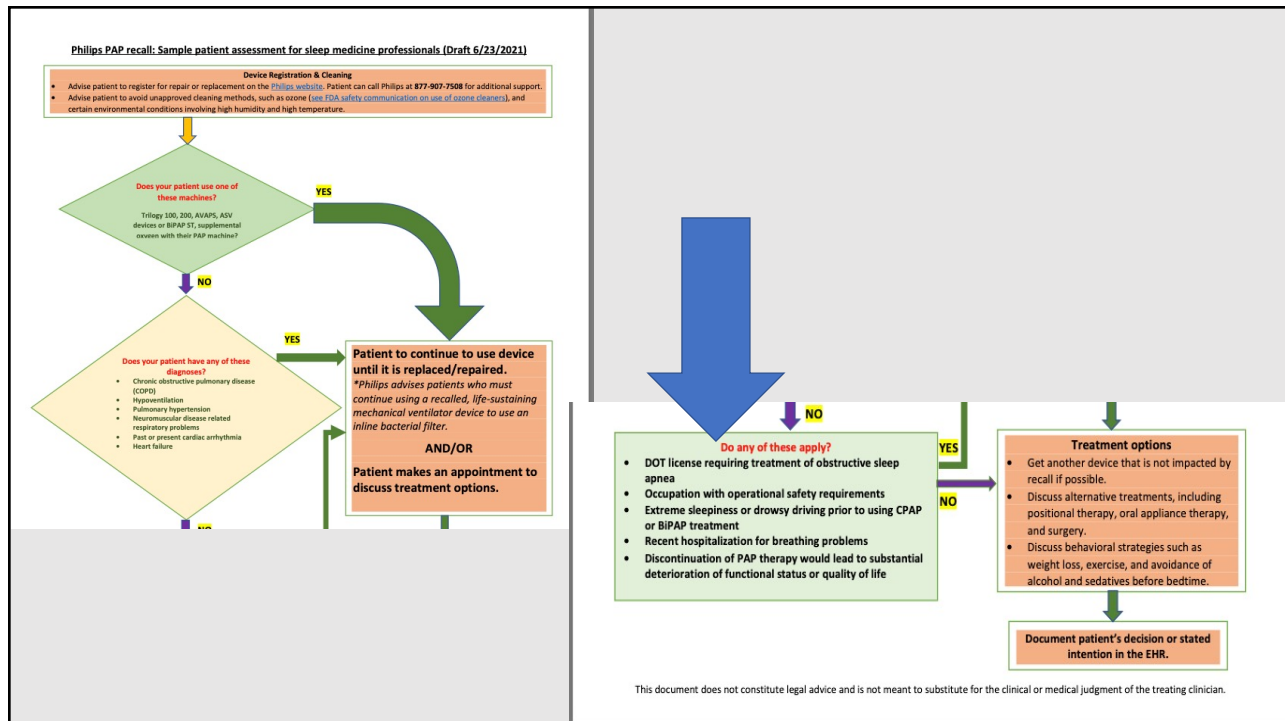 Philips PAP recall: Sample patient assessment for sleep medicine professionals (Draft 6/23/2021)
Device Registration & Cleaning
• Advise patient to register for repair or replacement on the Philips website. Patient can call Philips at 877-907-7508 for additional support.
• Advise patient to avoid unapproved cleaning methods, such as ozone (see FDA safety communication on use of ozone cleaners), and
certain environmental conditions involving high humidity and high temperature.
Does your patient use one of
these machines?
Trilogy 100, 200, AVAPS, ASV
devices or BiPAP ST, supplemental
oxygen with their PAP machine?
YES
NO
Does your patient have any of these
diagnoses?
• Chronic obstructive pulmonary disease
(COPD)
• Hypoventilation
• Pulmonary hypertension
• Neuromuscular disease related
respiratory problems
• Past or present cardiac arrhythmia
• Heart failure
YES
NO
Patient to continue to use device
until it is replaced/repaired.
*Philips advises patients who must
continue using a recalled, life-sustaining
mechanical ventilator device to use an
inline bacterial filter.
AND/OR
Patient makes an appointment to
discuss treatment options.
NO
Do any of these apply?
• DOT license requiring treatment of obstructive sleep
apnea
• Occupation with operational safety requirements
• Extreme sleepiness or drowsy driving prior to using CPAP
or BiPAP treatment
• Recent hospitalization for breathing problems
• Discontinuation of PAP therapy would lead to substantial
deterioration of functional status or quality of life
YES
NO
Treatment options
• Get another device that is not impacted by
recall if possible.
• Discuss alternative treatments, including
positional therapy, oral appliance therapy,
and surgery.
• Discuss behavioral strategies such as
weight loss, exercise, and avoidance of
alcohol and sedatives before bedtime.
Document patient's decision or stated
intention in the EHR.
This document does not constitute legal advice and is not meant to substitute for the clinical or medical judgment of the treating clinician.